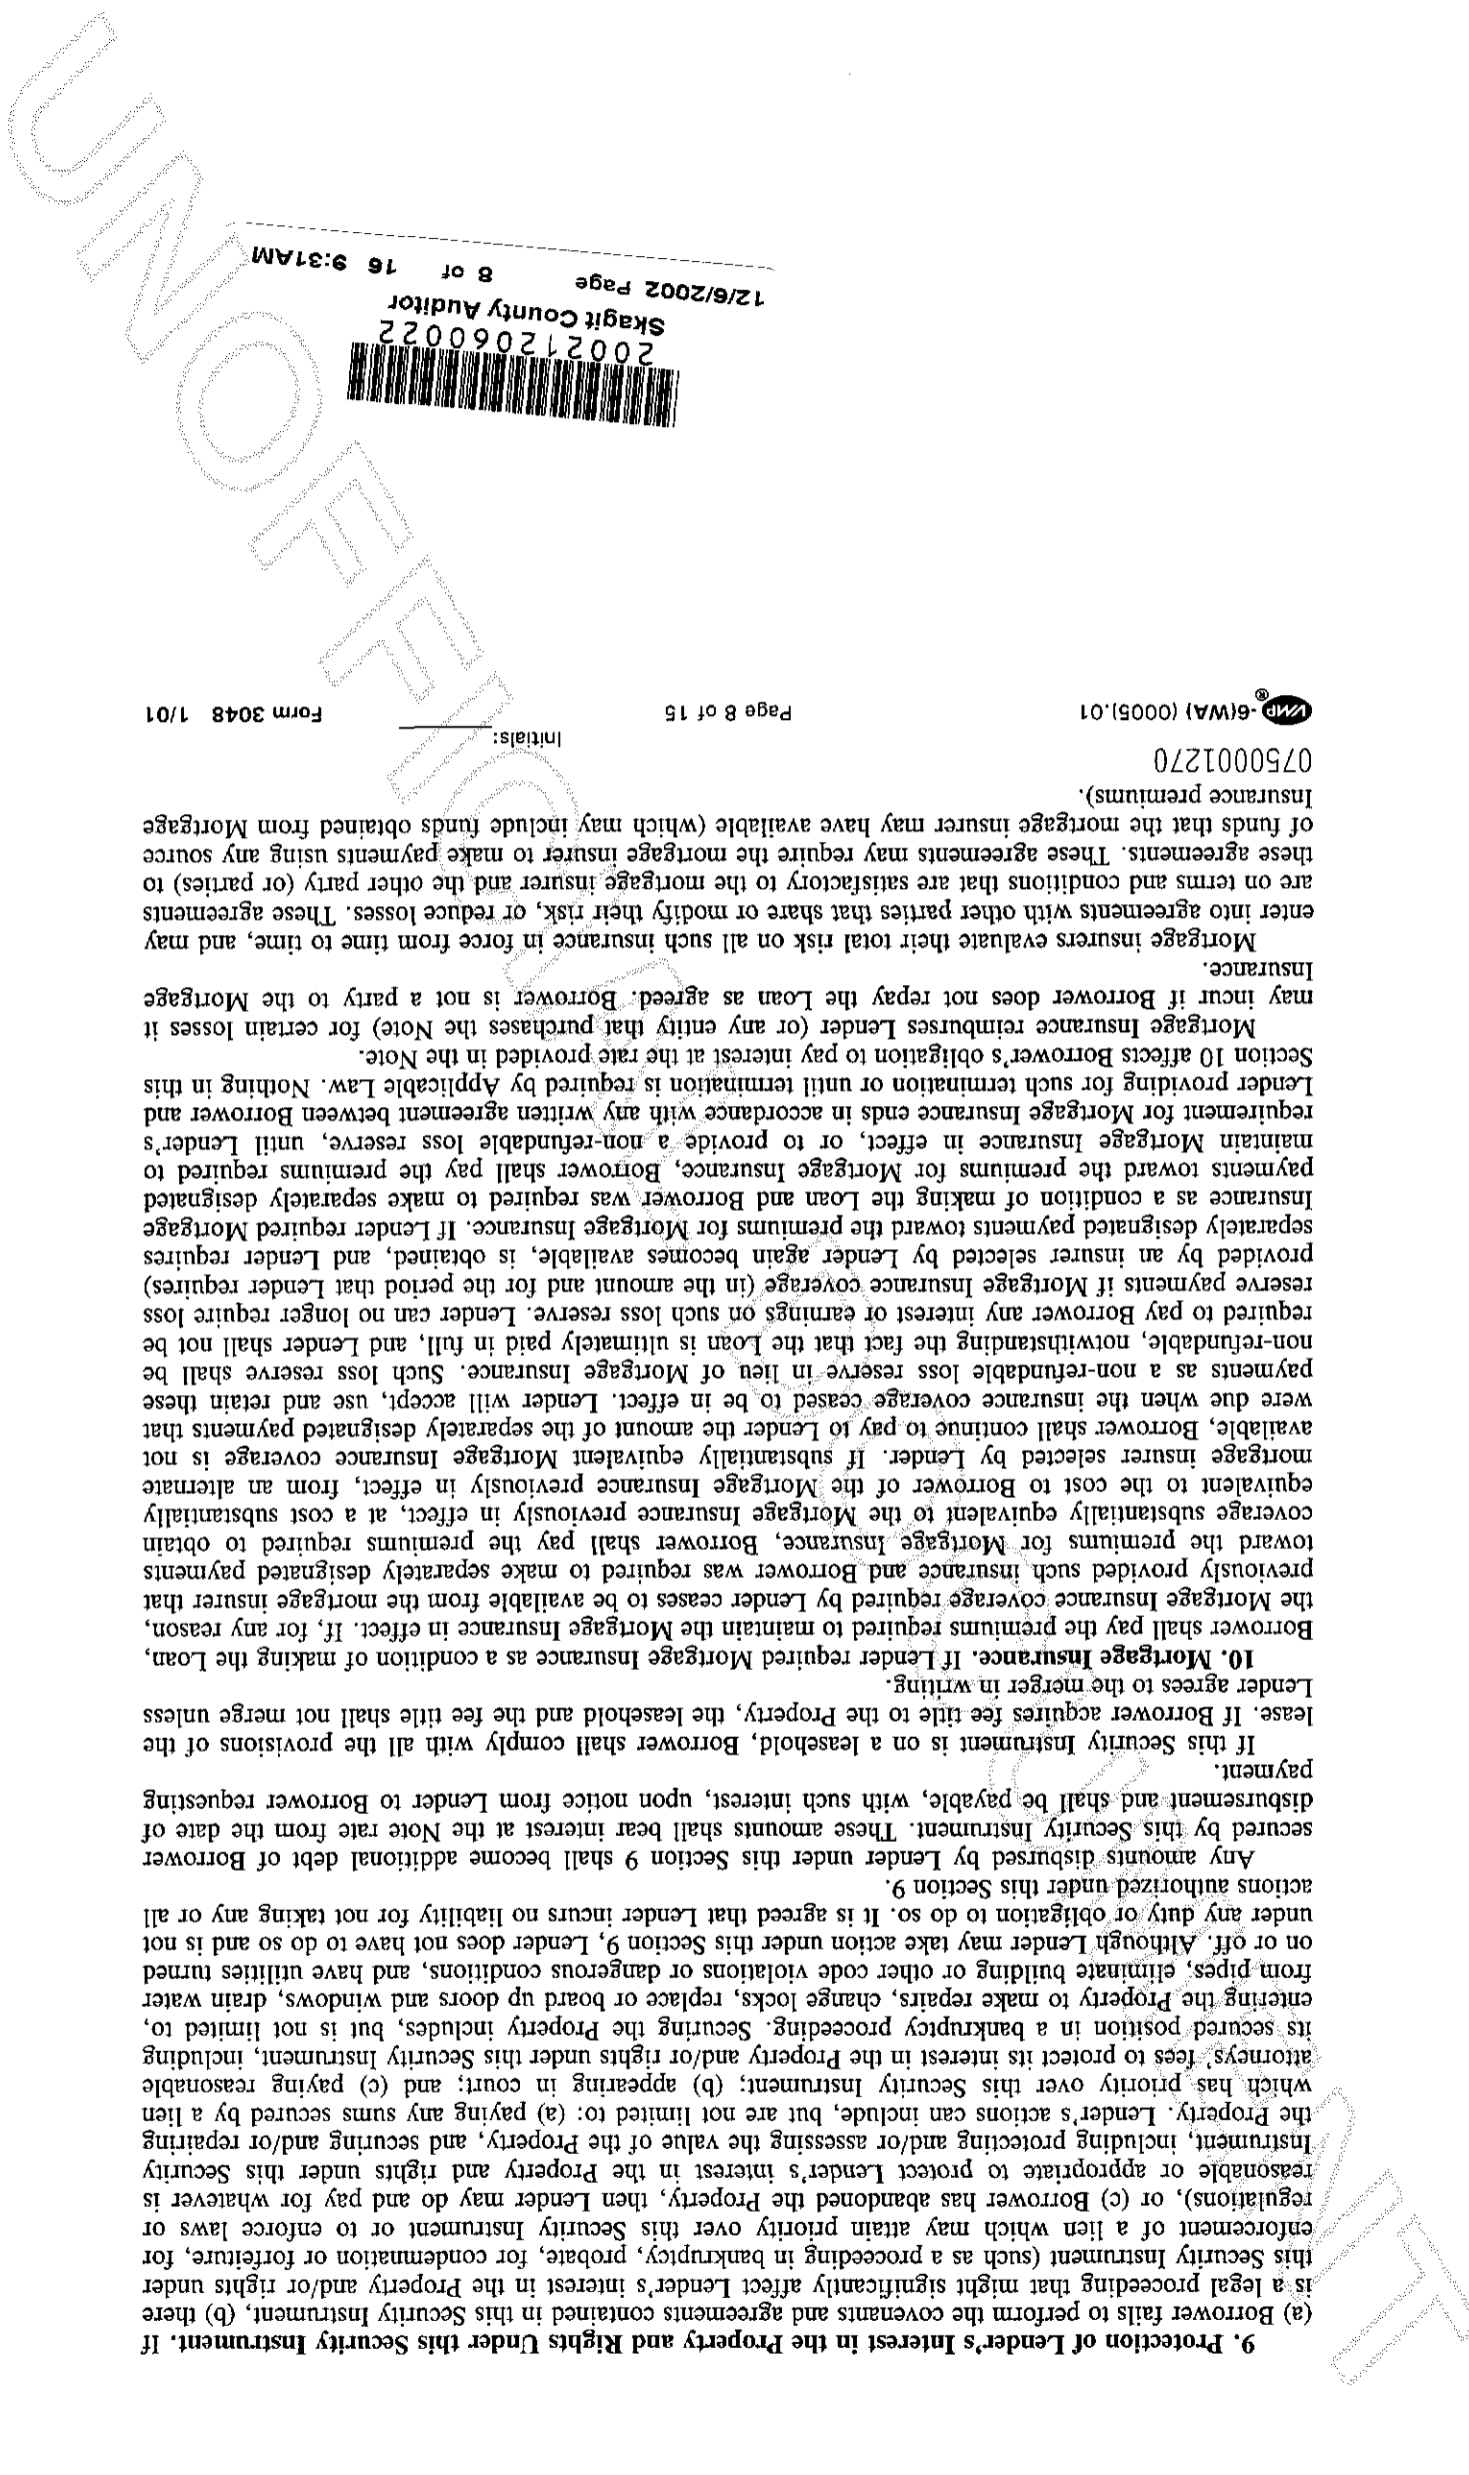 9. Protection of Lender's Interest in the Property and Rights Under this Security Instrument. If
(a) Borrower fails to perform the covenants and agreements contained in this Security Instrument, (b) there
is a legal proceeding that might significantly affect Lender's interest in the Property and/or rights under
this Security Instrument (such as a proceeding in bankruptcy, probate, for condemnation or forfeiture, for
enforcement of a lien which may attain priority over this Security Instrument or to enforce laws or
regulations), or (c) Borrower has abandoned the Property, then Lender may do and pay for whatever is
reasonable or appropriate to protect Lender's interest in the Property and rights under this Security
Instrument, including protecting and/or assessing the value of the Property, and securing and/or repairing
the Property. Lender's actions can include, but are not limited to: (a) paying any sums secured by a lien
which has priority over this Security Instrument; (b) appearing in court; and (c) paying reasonable
attorneys' fees to protect its interest in the Property and/or rights under this Security Instrument, including
its secured position in a bankruptcy proceeding. Securing the Property includes, but is not limited to,
entering the Property to make repairs, change locks, replace or board up doors and windows, drain water
from pipes, eliminate building or other code violations or dangerous conditions, and have utilities turned
on or off. Although Lender may take action under this Section 9, Lender does not have to do so and is not
under any duty or obligation to do so. It is agreed that Lender incurs no liability for not taking any or all
actions authorized under this Section 9.
Any amounts disbursed by Lender under this Section 9 shall become additional debt of Borrower
secured by this Security Instrument. These amounts shall bear interest at the Note rate from the date of
disbursement and shall be payable, with such interest, upon notice from Lender to Borrower requesting
payment.
If this Security Instrument is on a leasehold, Borrower shall comply with all the provisions of the
lease. If Borrower acquires fee title to the Property, the leasehold and the fee title shall not merge unless
Lender agrees to the merger in writing.
10. Mortgage Insurance. If Lender required Mortgage Insurance as a condition of making the Loan,
Borrower shall pay the premiums required to maintain the Mortgage Insurance in effect. If, for any reason,
the Mortgage Insurance coverage required by Lender ceases to be available from the mortgage insurer that
previously provided such insurance and Borrower was required to make separately designated payments
toward the premiums for Mortgage Insurance, Borrower shall pay the premiums required to obtain
coverage substantially equivalent to the Mortgage Insurance previously in effect, at a cost substantially
equivalent to the cost to Borrower of the Mortgage Insurance previously in effect, from an alternate
mortgage insurer selected by Lender. If substantially equivalent Mortgage Insurance coverage is not
available, Borrower shall continue to pay to Lender the amount of the separately designated payments that
were due when the insurance coverage ceased to be in effect. Lender will accept, use and retain these
payments as a non-refundable loss reserve in lieu of Mortgage Insurance. Such loss reserve shall be
non-refundable, notwithstanding the fact that the Loan is ultimately paid in full, and Lender shall not be
required to pay Borrower any interest or earnings on such loss reserve. Lender can no longer require loss
reserve payments if Mortgage Insurance coverage (in the amount and for the period that Lender requires)
provided by an insurer selected by Lender again becomes available, is obtained, and Lender requires
separately designated payments toward the premiums for Mortgage Insurance. If Lender required Mortgage
Insurance as a condition of making the Loan and Borrower was required to make separately designated
payments toward the premiums for Mortgage Insurance, Borrower shall pay the premiums required to
maintain Mortgage Insurance in effect, or to provide a non-refundable loss reserve, until Lender's
requirement for Mortgage Insurance ends in accordance with any written agreement between Borrower and
Lender providing for such termination or until termination is required by Applicable Law. Nothing in this
Section 10 affects Borrower's obligation to pay interest at the rate provided in the Note.
Mortgage Insurance reimburses Lender (or any entity that purchases the Note) for certain losses it
may incur if Borrower does not repay the Loan as agreed. Borrower is not a party to the Mortgage
Insurance.
Mortgage insurers evaluate their total risk on all such insurance in force from time to time, and may
enter into agreements with other parties that share or modify their risk, or reduce losses. These agreements
are on terms and conditions that are satisfactory to the mortgage insurer and the other party (or parties) to
these agreements. These agreements may require the mortgage insurer to make payments using any source
of funds that the mortgage insurer may have available (which may include funds obtained from Mortgage
Insurance premiums).
0750001270
Initials:
VMP®-6(WA) (0005).01 Page 8 of 15 Form 3048 1/01
200212060022
Skagit County Auditor
12/6/2002 Page 8 of 16 9:31AM
UNOFFICIAL DOCUMENT